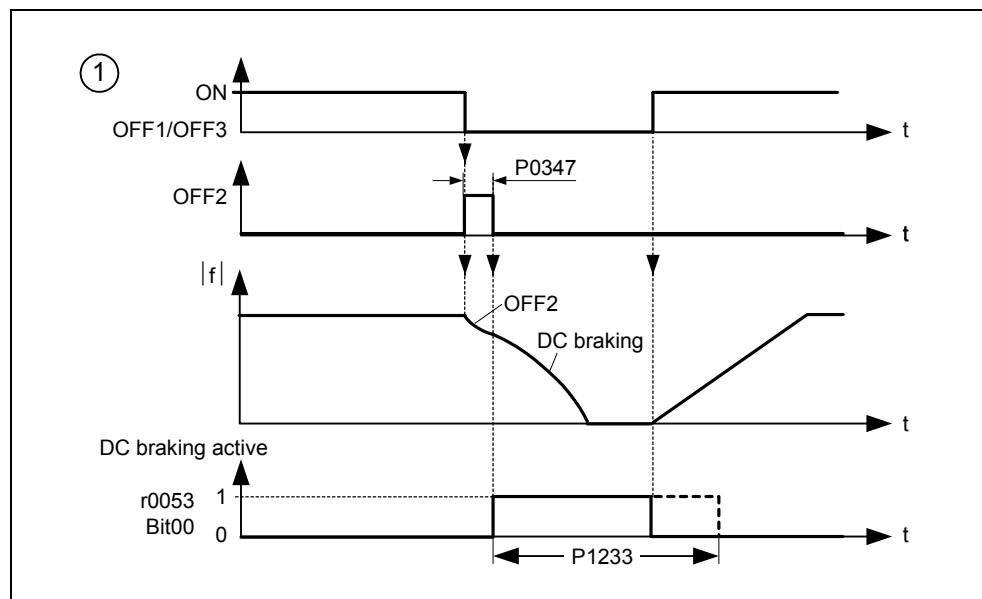 1
ON
OFF1/OFF3
t
P0347
OFF2
t
|f|
OFF2
DC braking
t
DC braking active
r0053
Bit00
1
0
t
P1233